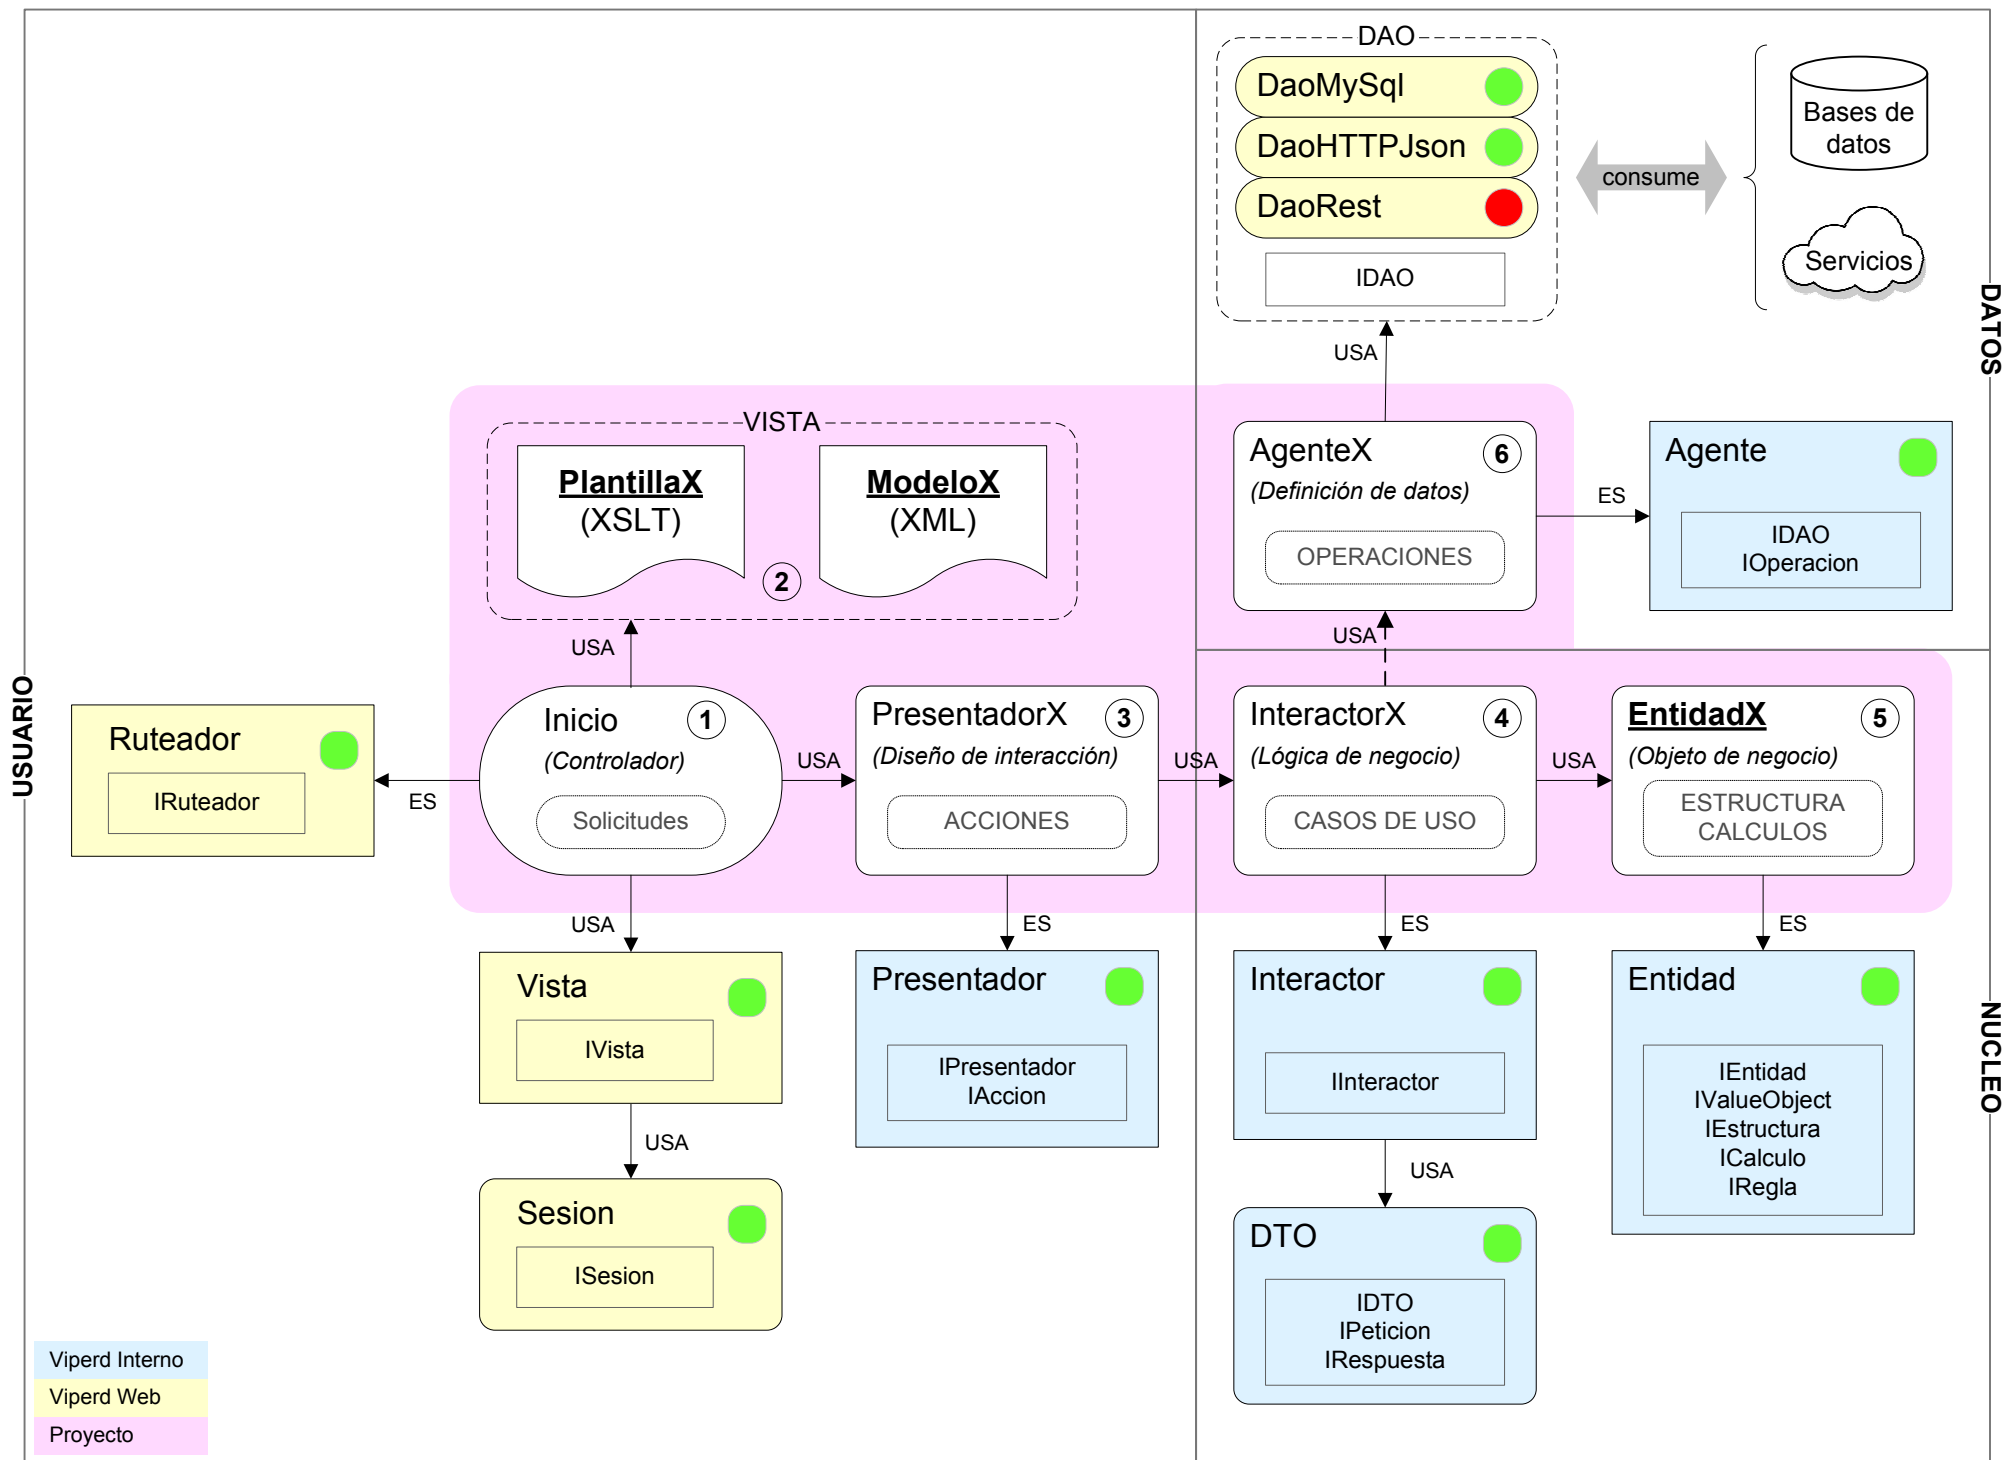 DAO
DaoMySql
DaoHTTPJson
DaoRest
IDAO
consume
Bases de
datos
Servicios
DATOS
USA
VISTA
PlantillaX
(XSLT)
ModeloX
(XML)
2
AgenteX
6
(Definición de datos)
OPERACIONES
ES
Agente
IDAO
IOperacion
USA
USA
USUARIO
Ruteador
IRuteador
ES
Inicio
1
(Controlador)
Solicitudes
USA
PresentadorX
3
(Diseño de interacción)
ACCIONES
USA
InteractorX
4
(Lógica de negocio)
CASOS DE USO
USA
EntidadX
5
(Objeto de negocio)
ESTRUCTURA
CALCULOS
USA
ES
ES
ES
Vista
IVista
Presentador
IPresentador
IAccion
Interactor
IInteractor
Entidad
IEntidad
IValueObject
IEstructura
ICalculo
IRegla
NUCLEO
USA
USA
Sesion
ISesion
DTO
IDTO
IPeticion
IRespuesta
Viperd Interno
Viperd Web
Proyecto